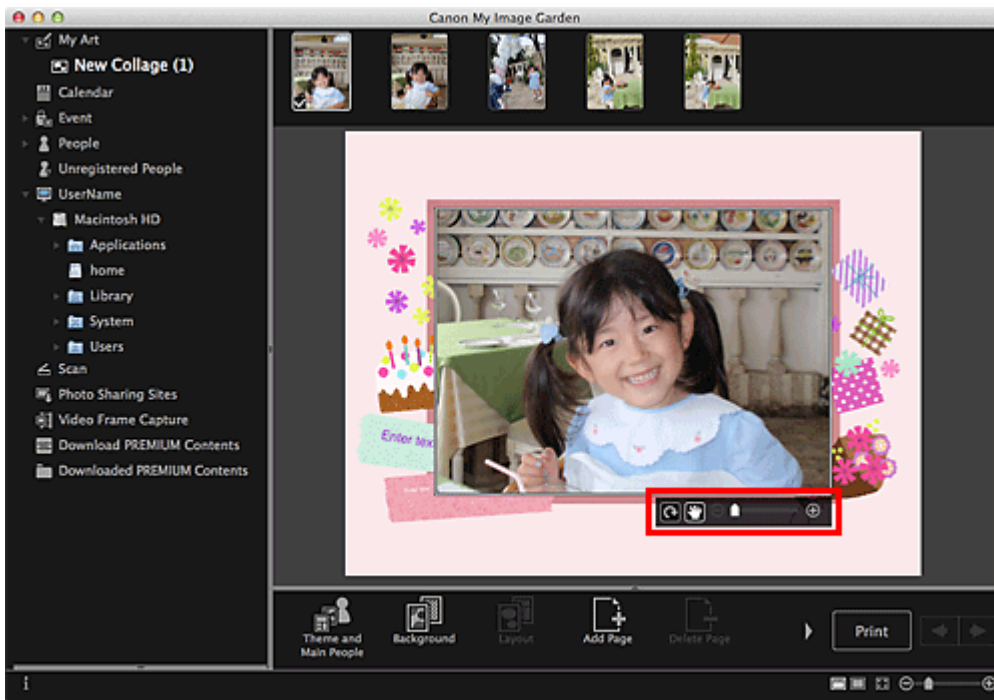 Canon My Image Garden
My Art
New Collage (1)
Calendar
Event
People
Unregistered People
UserName
Macintosh HD
Applications
home
Library
System
Users
Scan
Photo Sharing Sites
Video Frame Capture
Download PREMIUM Contents
Downloaded PREMIUM Contents
Enter tex
Theme and
Main People
Background
Layout
Add Page
Delete Page
Print